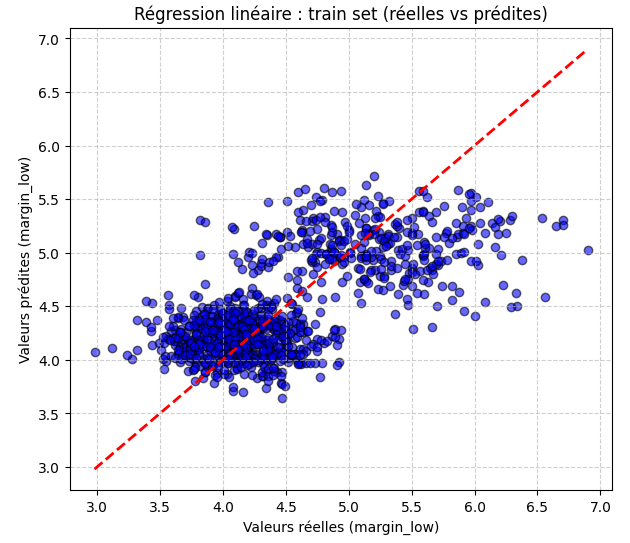 Régression linéaire : train set (réelles vs prédites)
Valeurs prédites (margin_low)
7.0
6.5
6.0
5.5
5.0
4.5
4.0
3.5
3.0
3.0 3.5 4.0 4.5 5.0 5.5 6.0 6.5 7.0
Valeurs réelles (margin_low)